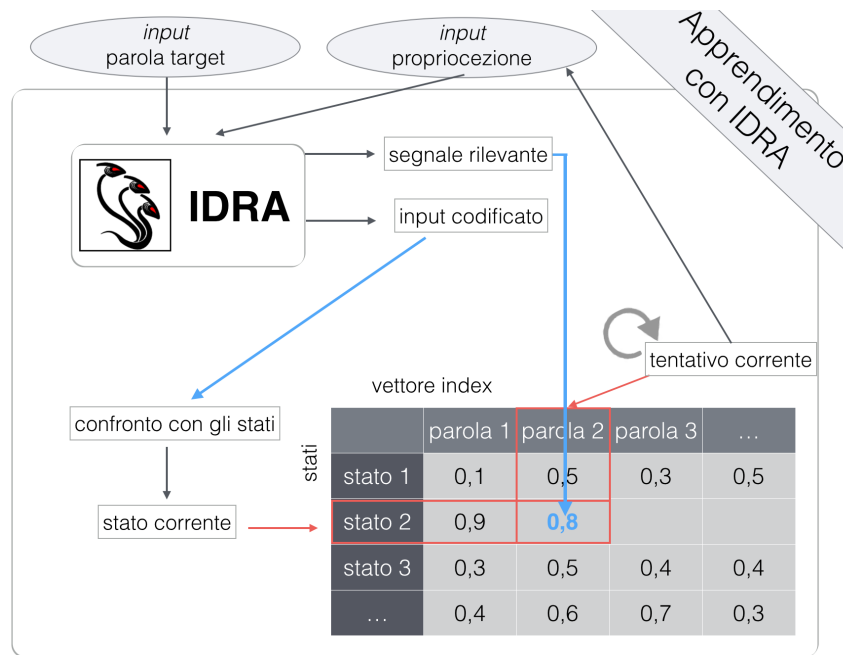 input
parola target
input
propriocezione
Apprendimento
con IDRA
IDRA
segnale rilevante
input codificato
tentativo corrente
vettore index
confronto con gli stati
stato corrente
stati
parola 1 parola 2 parola 3 ...
stato 1 0,1 0,5 0,3 0,5
stato 2 0,9 0,8
stato 3 0,3 0,5 0,4 0,4
... 0,4 0,6 0,7 0,3